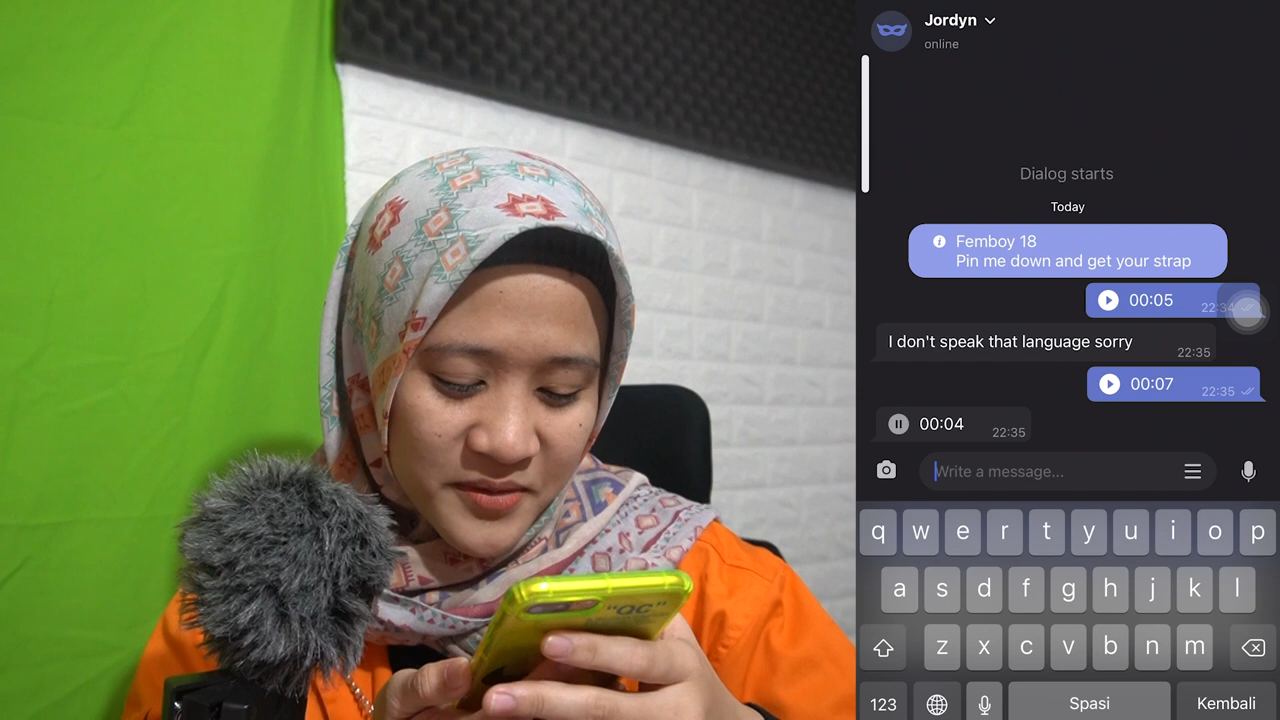 Jordyn
online
Dialog starts
Today
Femboy 18
Pin me down and get your strap
00:05
I don't speak that language sorry
22:35
00:07
22:35
00:04
22:35
Write a message...
q w e r t y u i o p
a s d f g h j k l
z x c v b n m
123 Spasi Kembali
"QC"